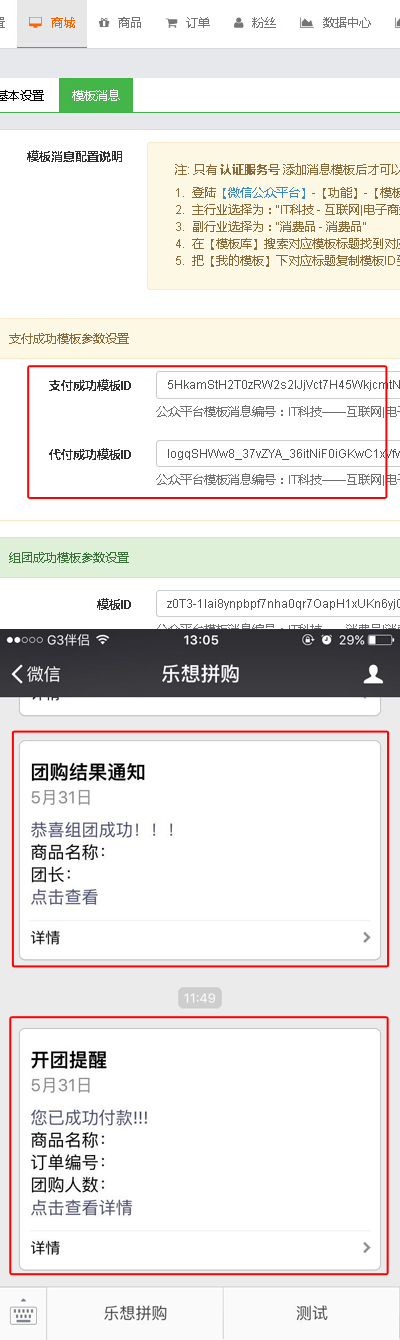 置 商城 商品 订单 粉丝 数据中心
基本设置 模板消息
模板消息配置说明
注: 只有 认证服务号 添加消息模板后才可以
1. 登陆【微信公众平台】-【功能】-【模板
2. 主行业选择为："IT科技 - 互联网|电子商
3. 副行业选择为："消费品 - 消费品"
4. 在【模板库】搜索对应模板标题找到对应
5. 把【我的模板】下对应标题复制模板ID到
支付成功模板参数设置
支付成功模板ID 5HkamStH2T0zRW2s2IJjVct7H45WkjcmtN
公众平台模板消息编号：IT科技——互联网|电
代付成功模板ID logqSHWw8_37vZYA_36itNiF0iGKwC1xVfv
公众平台模板消息编号：IT科技——互联网|电
组团成功模板参数设置
模板ID z0T3-1Iai8ynpbpf7nha0qr7OapH1xUKn6yj0
G3伴侣 13:05 29%
微信 乐想拼购
详情
团购结果通知
5月31日
恭喜组团成功！！！
商品名称：
团长：
点击查看
详情
11:49
开团提醒
5月31日
您已成功付款!!!
商品名称：
订单编号：
团购人数：
点击查看详情
详情
乐想拼购 测试